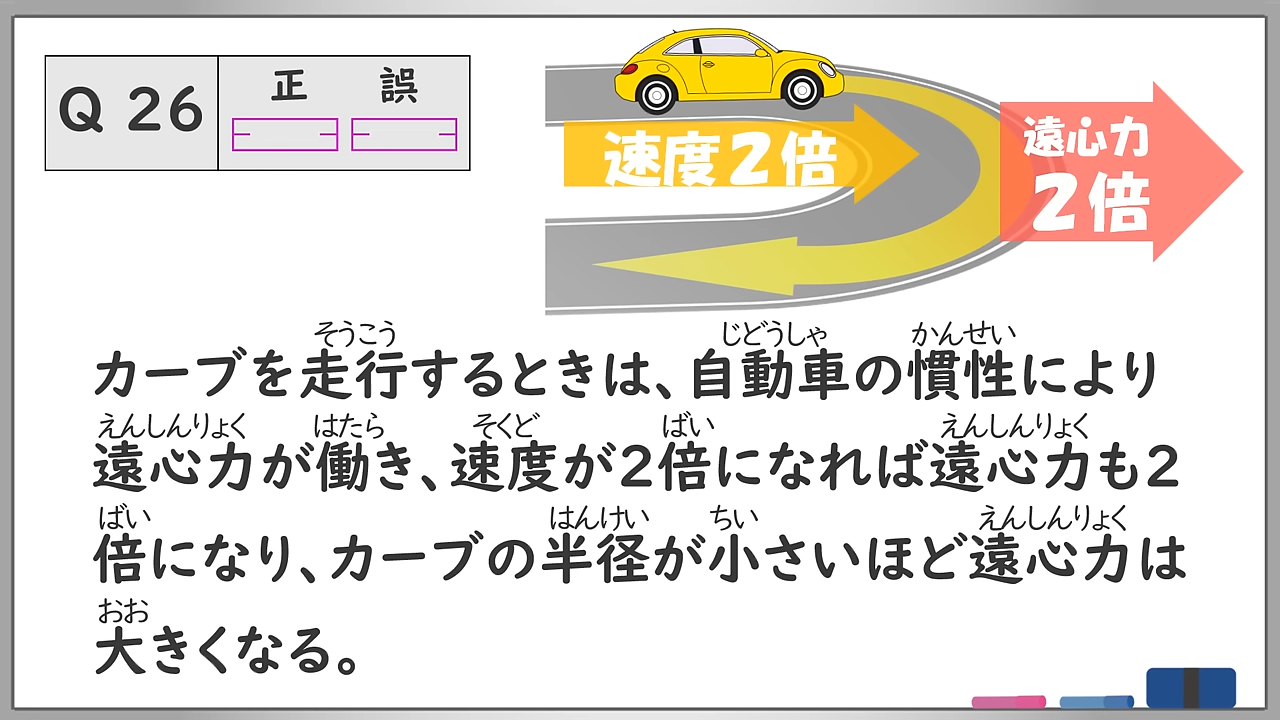 Q 26
正 誤
速度2倍
遠心力
2倍
そうこう じどうしゃ かんせい
カーブを走行するときは、自動車の慣性により
えんしんりょく はたら そくど ばい えんしんりょく
遠心力が働き、速度が2倍になれば遠心力も2
ばい はんけい ちい えんしんりょく
倍になり、カーブの半径が小さいほど遠心力は
おお
大きくなる。